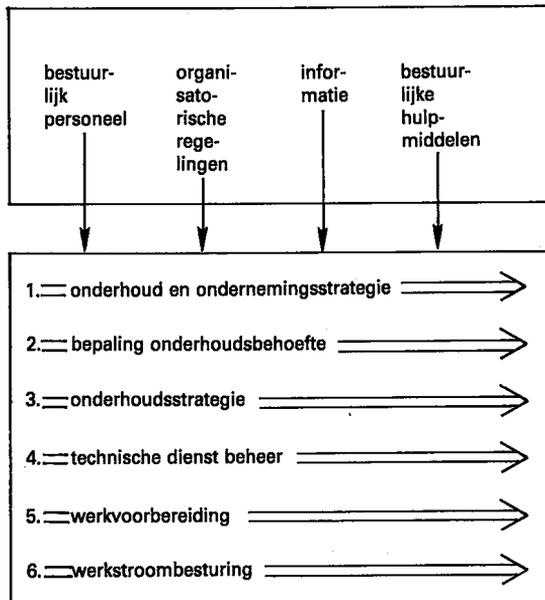 bestuur-
lijk
personeel
organi-
sato-
rische
rege-
lingen
infor-
matie
bestuur-
lijke
hulp-
middelen
1. onderhoud en ondernemingsstrategie
2. bepaling onderhoudsbehoefte
3. onderhoudsstrategie
4. technische dienst beheer
5. werkvoorbereiding
6. werkstroombesturing